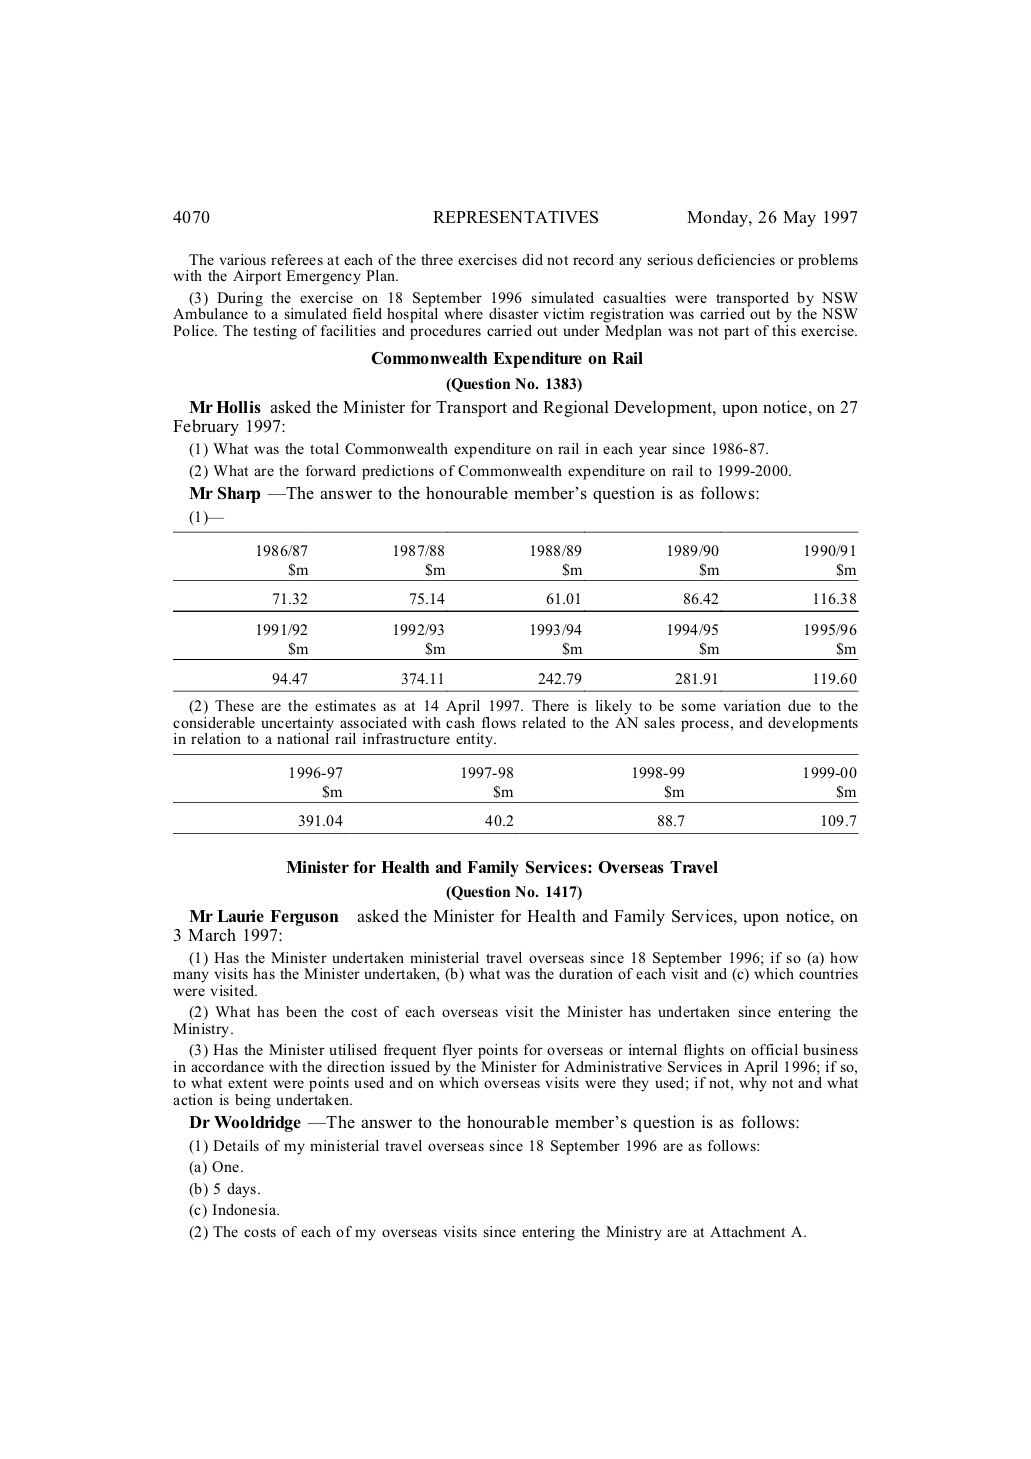 4070 REPRESENTATIVES Monday, 26 May 1997
The various referees at each of the three exercises did not record any serious deficiencies or problems
with the Airport Emergency Plan.
(3) During the exercise on 18 September 1996 simulated casualties were transported by NSW
Ambulance to a simulated field hospital where disaster victim registration was carried out by the NSW
Police. The testing of facilities and procedures carried out under Medplan was not part of this exercise.
Commonwealth Expenditure on Rail
(Question No. 1383)
Mr Hollis asked the Minister for Transport and Regional Development, upon notice, on 27
February 1997:
(1) What was the total Commonwealth expenditure on rail in each year since 1986-87.
(2) What are the forward predictions of Commonwealth expenditure on rail to 1999-2000.
Mr Sharp —The answer to the honourable member's question is as follows:
(1)—
1986/87 1987/88 1988/89 1989/90 1990/91
$m $m $m $m $m
71.32 75.14 61.01 86.42 116.38
1991/92 1992/93 1993/94 1994/95 1995/96
$m $m $m $m $m
94.47 374.11 242.79 281.91 119.60
(2) These are the estimates as at 14 April 1997. There is likely to be some variation due to the
considerable uncertainty associated with cash flows related to the AN sales process, and developments
in relation to a national rail infrastructure entity.
1996-97 1997-98 1998-99 1999-00
$m $m $m $m
391.04 40.2 88.7 109.7
Minister for Health and Family Services: Overseas Travel
(Question No. 1417)
Mr Laurie Ferguson asked the Minister for Health and Family Services, upon notice, on
3 March 1997:
(1) Has the Minister undertaken ministerial travel overseas since 18 September 1996; if so (a) how
many visits has the Minister undertaken, (b) what was the duration of each visit and (c) which countries
were visited.
(2) What has been the cost of each overseas visit the Minister has undertaken since entering the
Ministry.
(3) Has the Minister utilised frequent flyer points for overseas or internal flights on official business
in accordance with the direction issued by the Minister for Administrative Services in April 1996; if so,
to what extent were points used and on which overseas visits were they used; if not, why not and what
action is being undertaken.
Dr Wooldridge —The answer to the honourable member's question is as follows:
(1) Details of my ministerial travel overseas since 18 September 1996 are as follows:
(a) One.
(b) 5 days.
(c) Indonesia.
(2) The costs of each of my overseas visits since entering the Ministry are at Attachment A.